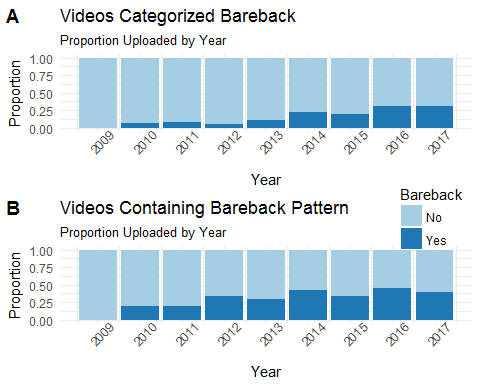 A Videos Categorized Bareback
Proportion Uploaded by Year
Proportion
1.00
0.75
0.50
0.25
0.00
2009 2010 2011 2012 2013 2014 2015 2016 2017
Year
B Videos Containing Bareback Pattern
Proportion Uploaded by Year
Bareback
No
Yes
Proportion
1.00
0.75
0.50
0.25
0.00
2009 2010 2011 2012 2013 2014 2015 2016 2017
Year